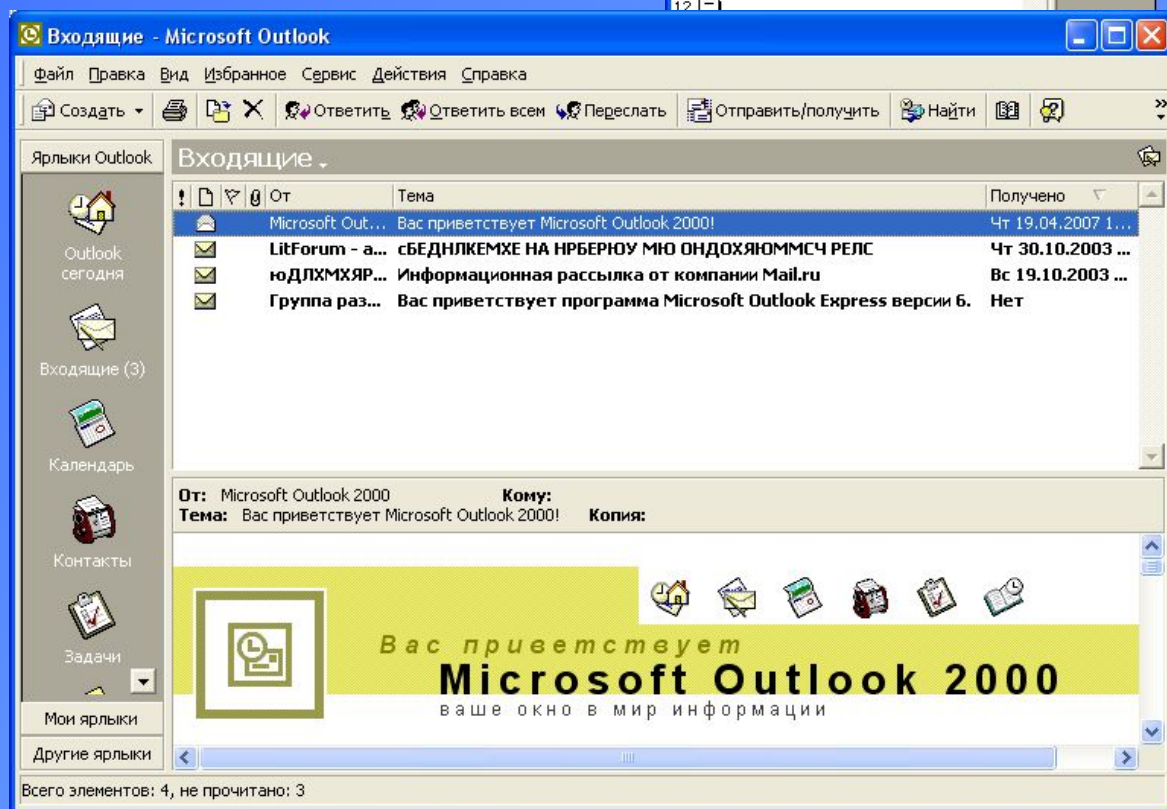 12
Входящие - Microsoft Outlook
Файл Правка Вид Избранное Сервис Действия Справка
Создать Ответить Ответить всем Переслать Отправить/получить Найти
Ярлыки Outlook
Входящие
От Тема Получено
Microsoft Out... Вас приветствует Microsoft Outlook 2000! Чт 19.04.2007 1...
LitForum - a... сБЕДНЛКЕМХЕ НА НРБЕРЮУ МЮ ОНДОХЯЮММСЧ РЕЛС Чт 30.10.2003 ...
юДЛХМХЯР... Информационная рассылка от компании Mail.ru Вс 19.10.2003 ...
Группа раз... Вас приветствует программа Microsoft Outlook Express версии 6. Нет
Outlook
сегодня
Входящие (3)
Календарь
Контакты
Задачи
Мои ярлыки
Другие ярлыки
От: Microsoft Outlook 2000 Кому:
Тема: Вас приветствует Microsoft Outlook 2000! Копия:
Вас приветствует
Microsoft Outlook 2000
ваше окно в мир информации
Всего элементов: 4, не прочитано: 3